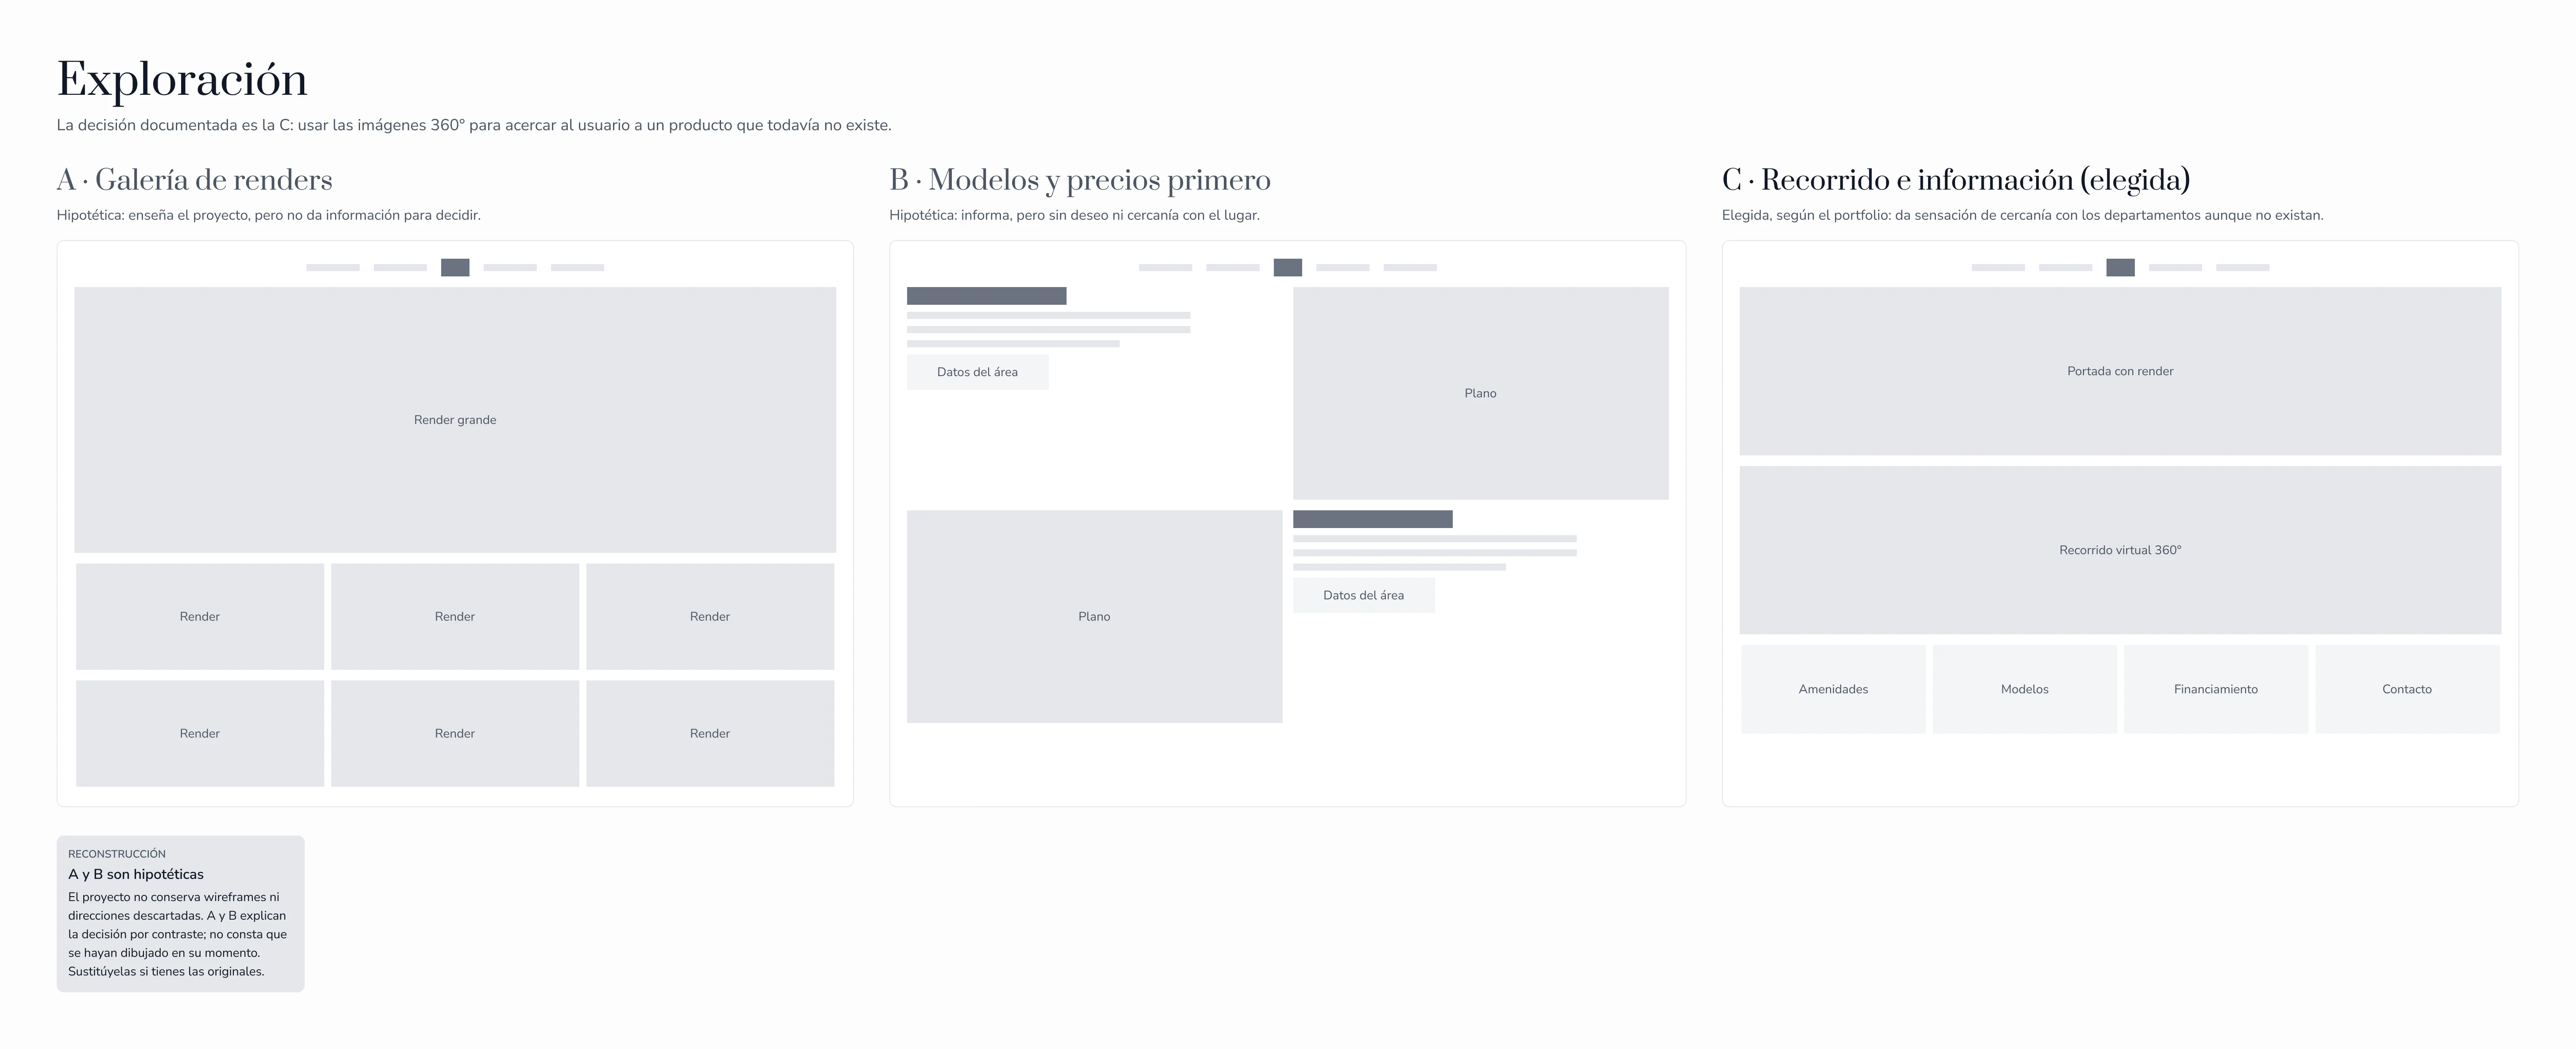 Exploración
La decisión documentada es la C: usar las imágenes 360° para acercar al usuario a un producto que todavía no existe.
A · Galería de renders
Hipotética: enseña el proyecto, pero no da información para decidir.
Render grande
Render
Render
Render
Render
Render
Render
B · Modelos y precios primero
Hipotética: informa, pero sin deseo ni cercanía con el lugar.
Datos del área
Plano
Plano
Datos del área
C · Recorrido e información (elegida)
Elegida, según el portfolio: da sensación de cercanía con los departamentos aunque no existan.
Portada con render
Recorrido virtual 360°
Amenidades
Modelos
Financiamiento
Contacto
RECONSTRUCCIÓN
A y B son hipotéticas
El proyecto no conserva wireframes ni
direcciones descartadas. A y B explican
la decisión por contraste; no consta que
se hayan dibujado en su momento.
Sustitúyelas si tienes las originales.